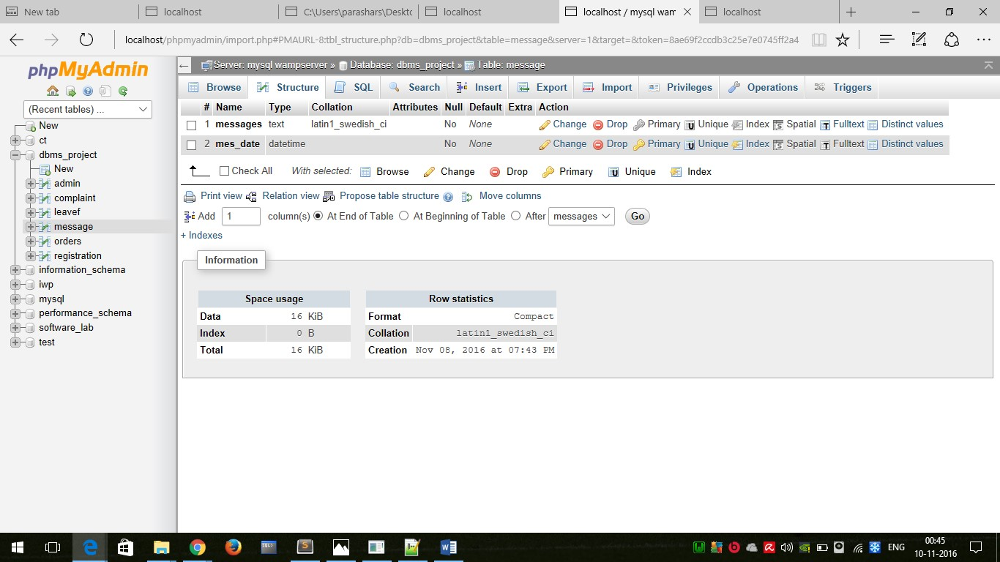 New tab localhost C:\Users\parashars\Deskto localhost localhost / mysql wam localhost
localhost/phpmyadmin/import.php#PMAURL-8:tbl_structure.php?db=dbms_project&table=message&server=1&target=&token=8ae69f2ccdb3c25e7e0745ff2a4
phpMyAdmin
(Recent tables) ...
New
ct
dbms_project
New
admin
complaint
leavef
message
orders
registration
information_schema
iwp
mysql
performance_schema
software_lab
test
Server: mysql wampserver » Database: dbms_project » Table: message
Browse Structure SQL Search Insert Export Import Privileges Operations Triggers
# Name Type Collation Attributes Null Default Extra Action
1 messages text latin1_swedish_ci No None Change Drop Primary Unique Index Spatial Fulltext Distinct values
2 mes_date datetime No None Change Drop Primary Unique Index Spatial Fulltext Distinct values
Check All With selected: Browse Change Drop Primary Unique Index
Print view Relation view Propose table structure Move columns
Add 1 column(s) At End of Table At Beginning of Table After messages Go
+ Indexes
Information
Space usage
Data 16 KiB
Index 0 B
Total 16 KiB
Row statistics
Format Compact
Collation latin1_swedish_ci
Creation Nov 08, 2016 at 07:43 PM
ENG
00:45
10-11-2016